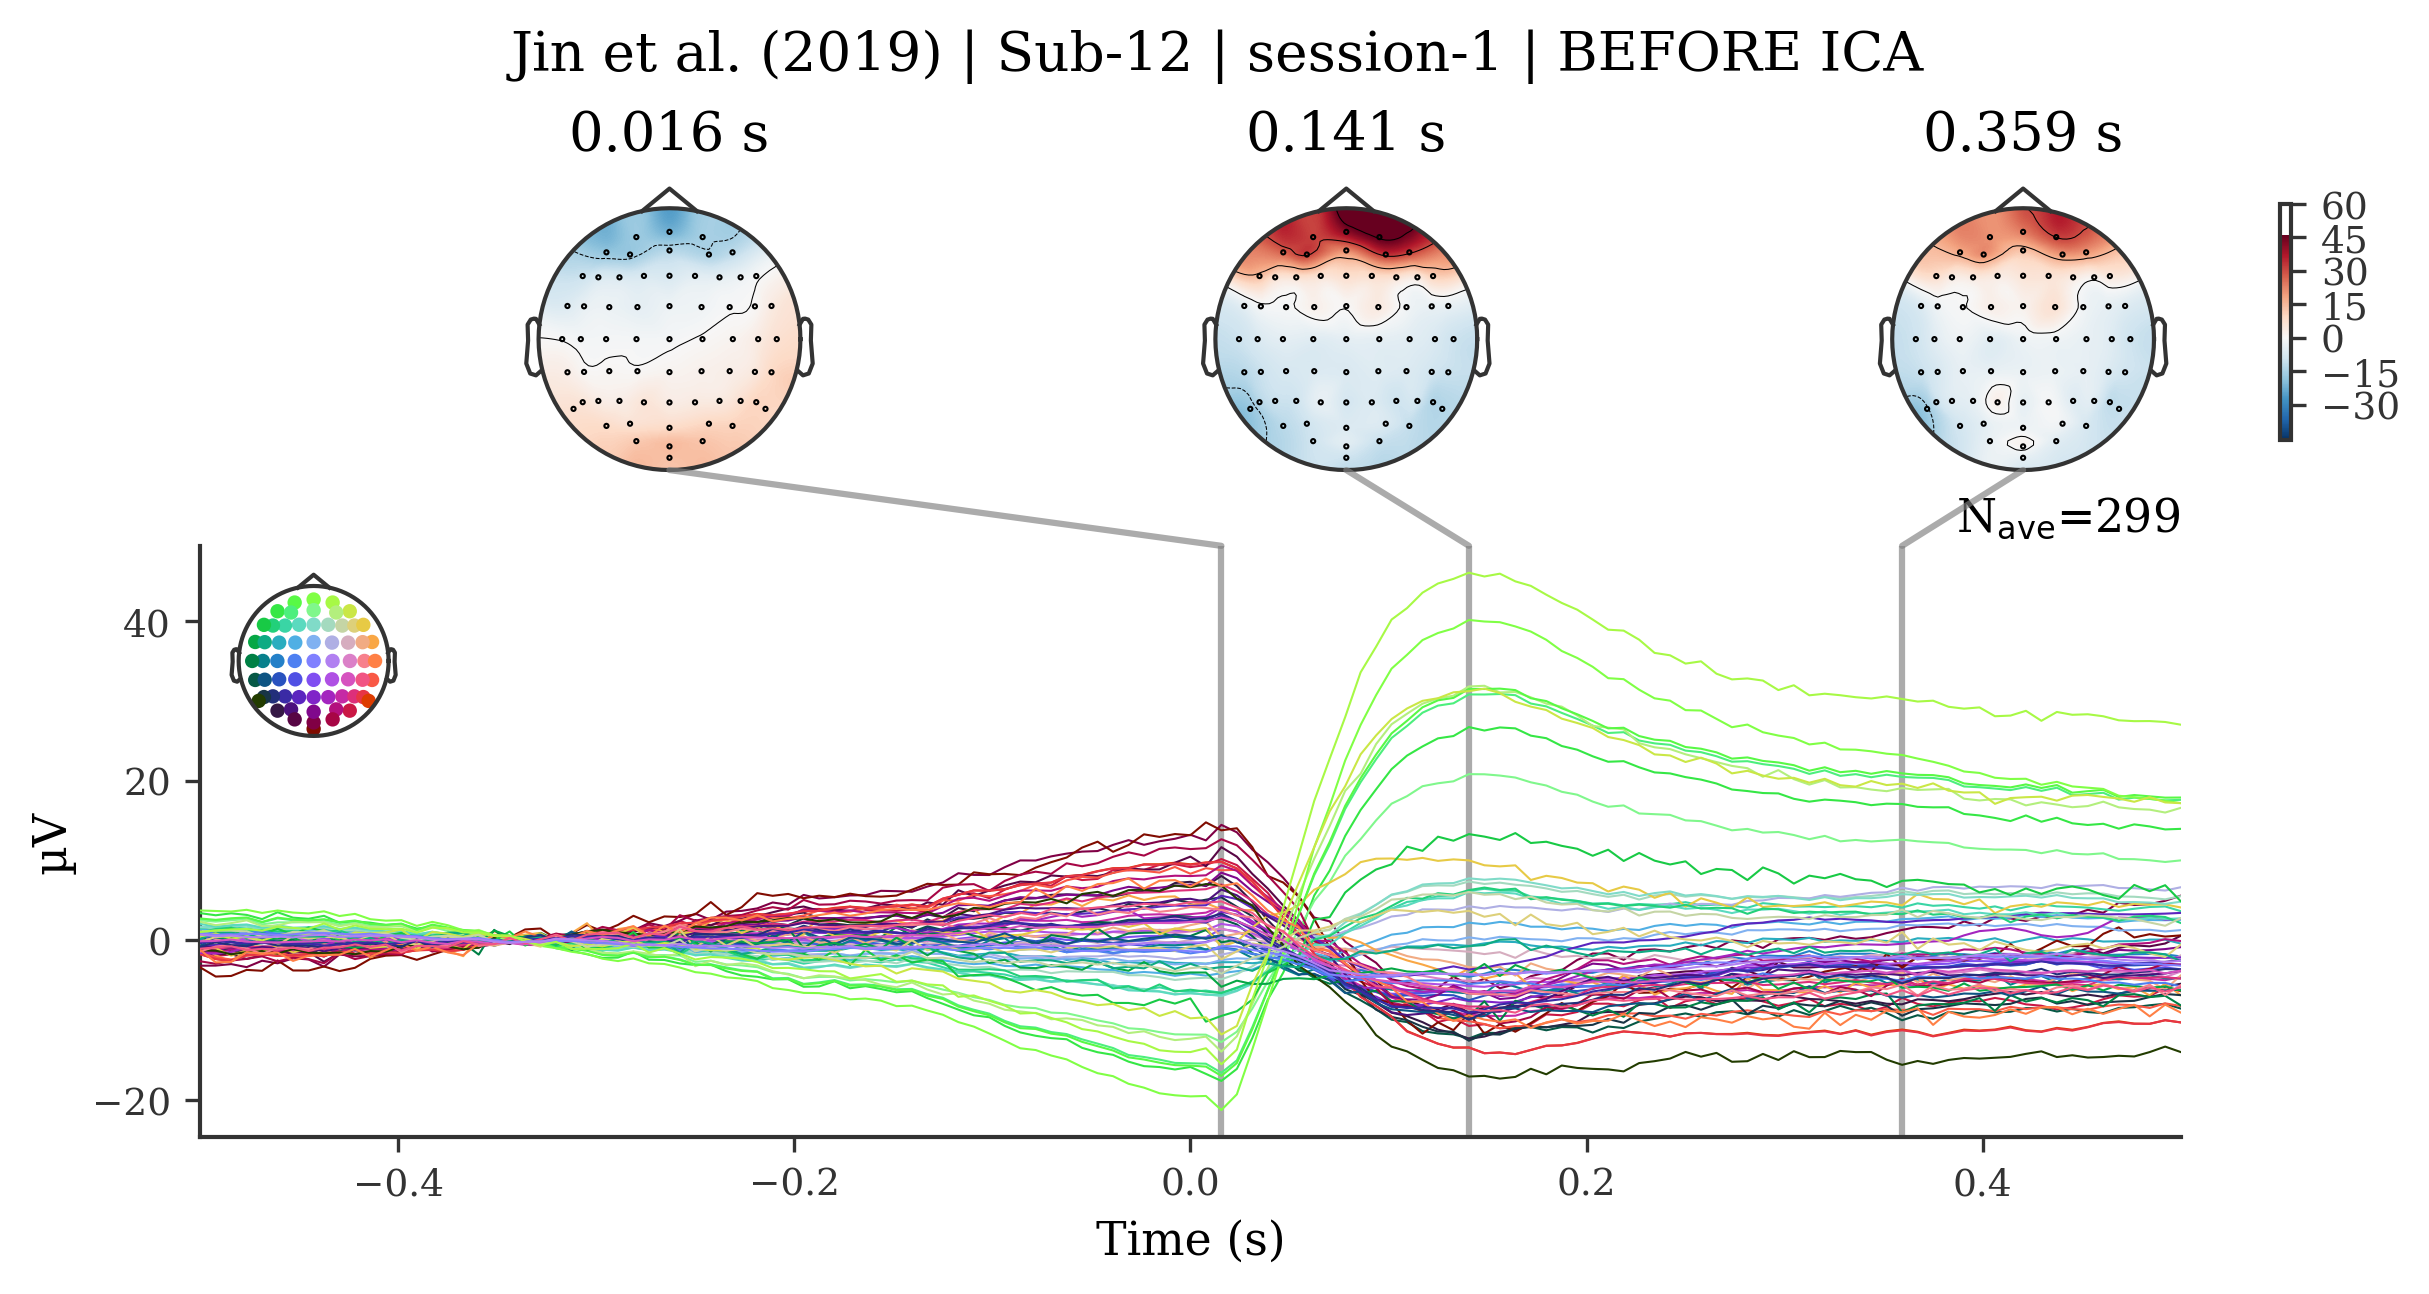 Jin et al. (2019) | Sub-12 | session-1 | BEFORE ICA
0.016 s
0.141 s
0.359 s
60
45
30
15
0
−15
−30
Nave=299
40
20
0
−20
µV
−0.4
−0.2
0.0
0.2
0.4
Time (s)